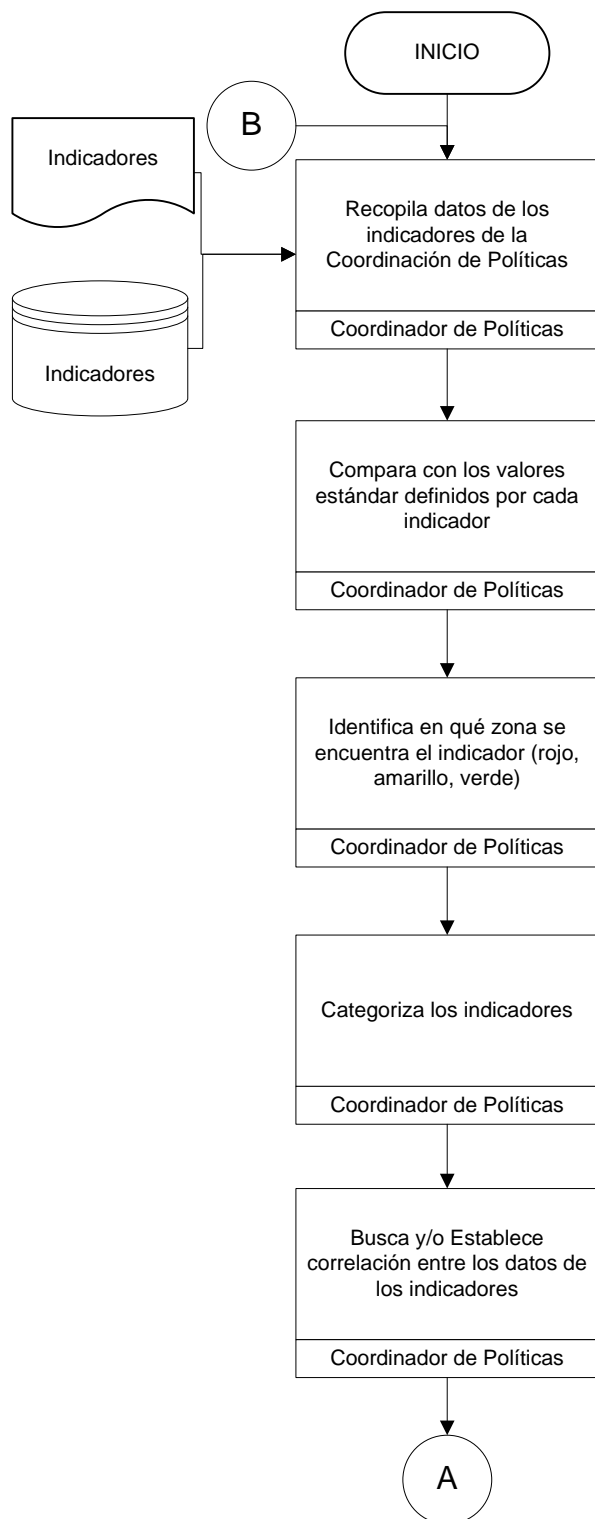 INICIO
B
Indicadores
Recopila datos de los
indicadores de la
Coordinación de Políticas
Coordinador de Políticas
Indicadores
Compara con los valores
estándar definidos por cada
indicador
Coordinador de Políticas
Identifica en qué zona se
encuentra el indicador (rojo,
amarillo, verde)
Coordinador de Políticas
Categoriza los indicadores
Coordinador de Políticas
Busca y/o Establece
correlación entre los datos de
los indicadores
Coordinador de Políticas
A